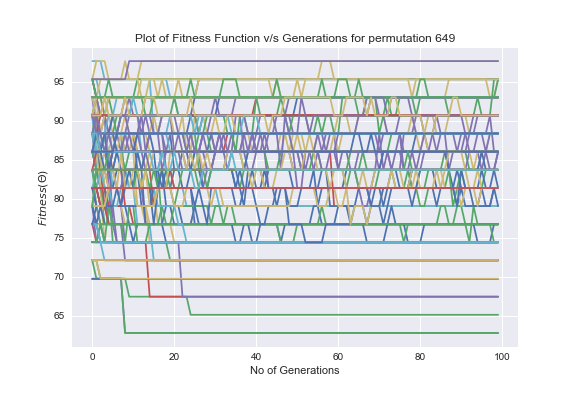 Plot of Fitness Function v/s Generations for permutation 649
95
90
85
80
75
70
65
Fitness(Θ)
0 20 40 60 80 100
No of Generations